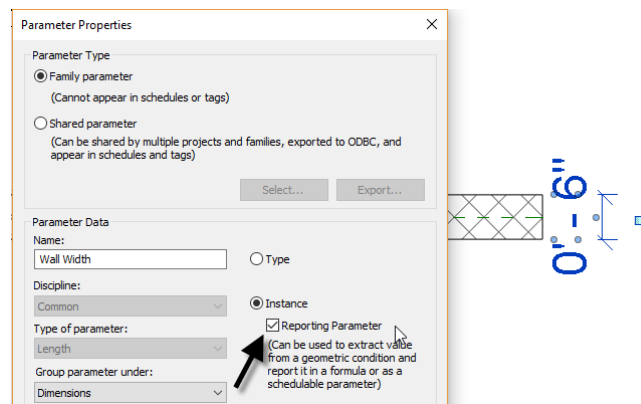 Parameter Properties
Parameter Type
Family parameter
(Cannot appear in schedules or tags)
Shared parameter
(Can be shared by multiple projects and families, exported to ODBC, and
appear in schedules and tags)
Select...
Export...
Parameter Data
Name:
Wall Width
Type
Discipline:
Common
Instance
Reporting Parameter
Type of parameter:
Length
(Can be used to extract value
from a geometric condition and
report it in a formula or as a
schedulable parameter)
Group parameter under:
Dimensions
0' - 6"